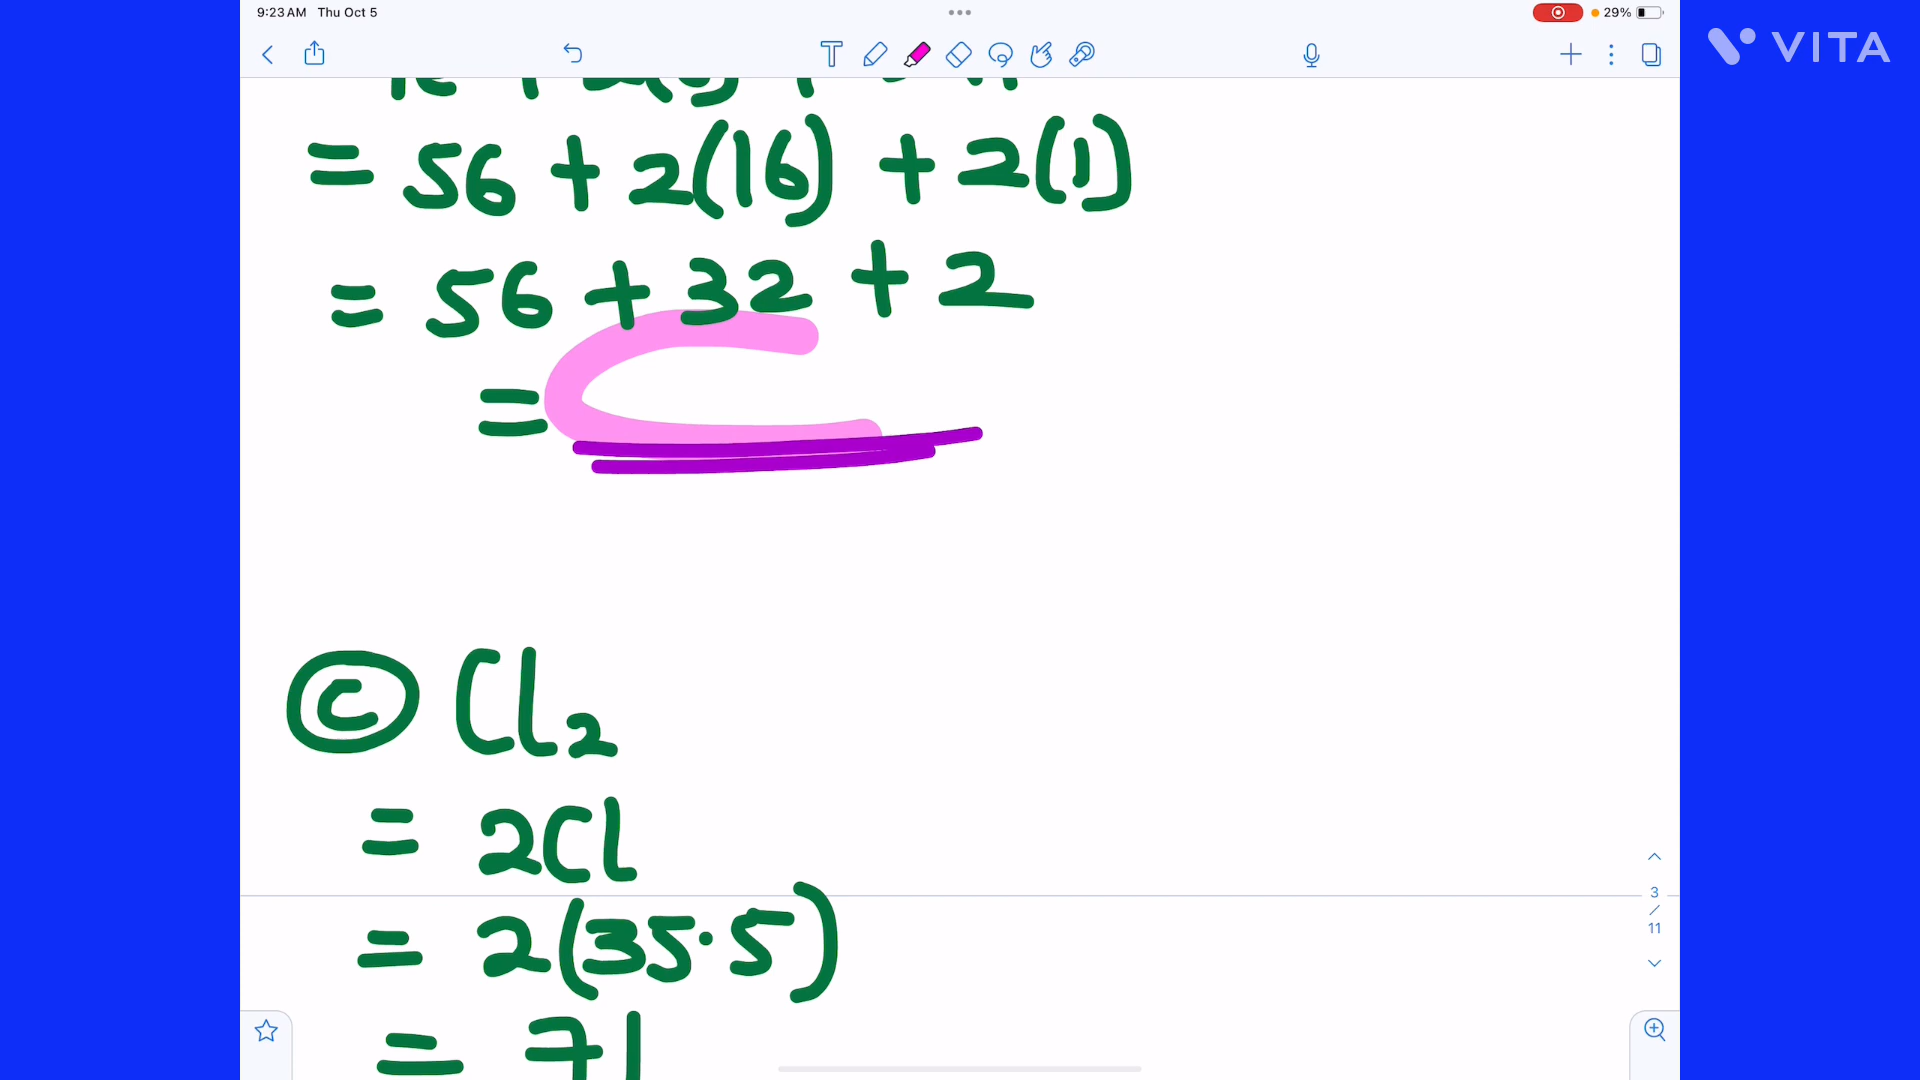 9:23 AM Thu Oct 5
29%
VITA
= 56 + 2(16) + 2(1)
= 56 + 32 + 2
=
c Cl₂
= 2Cl
= 2(35·5)
= 71
3
/
11